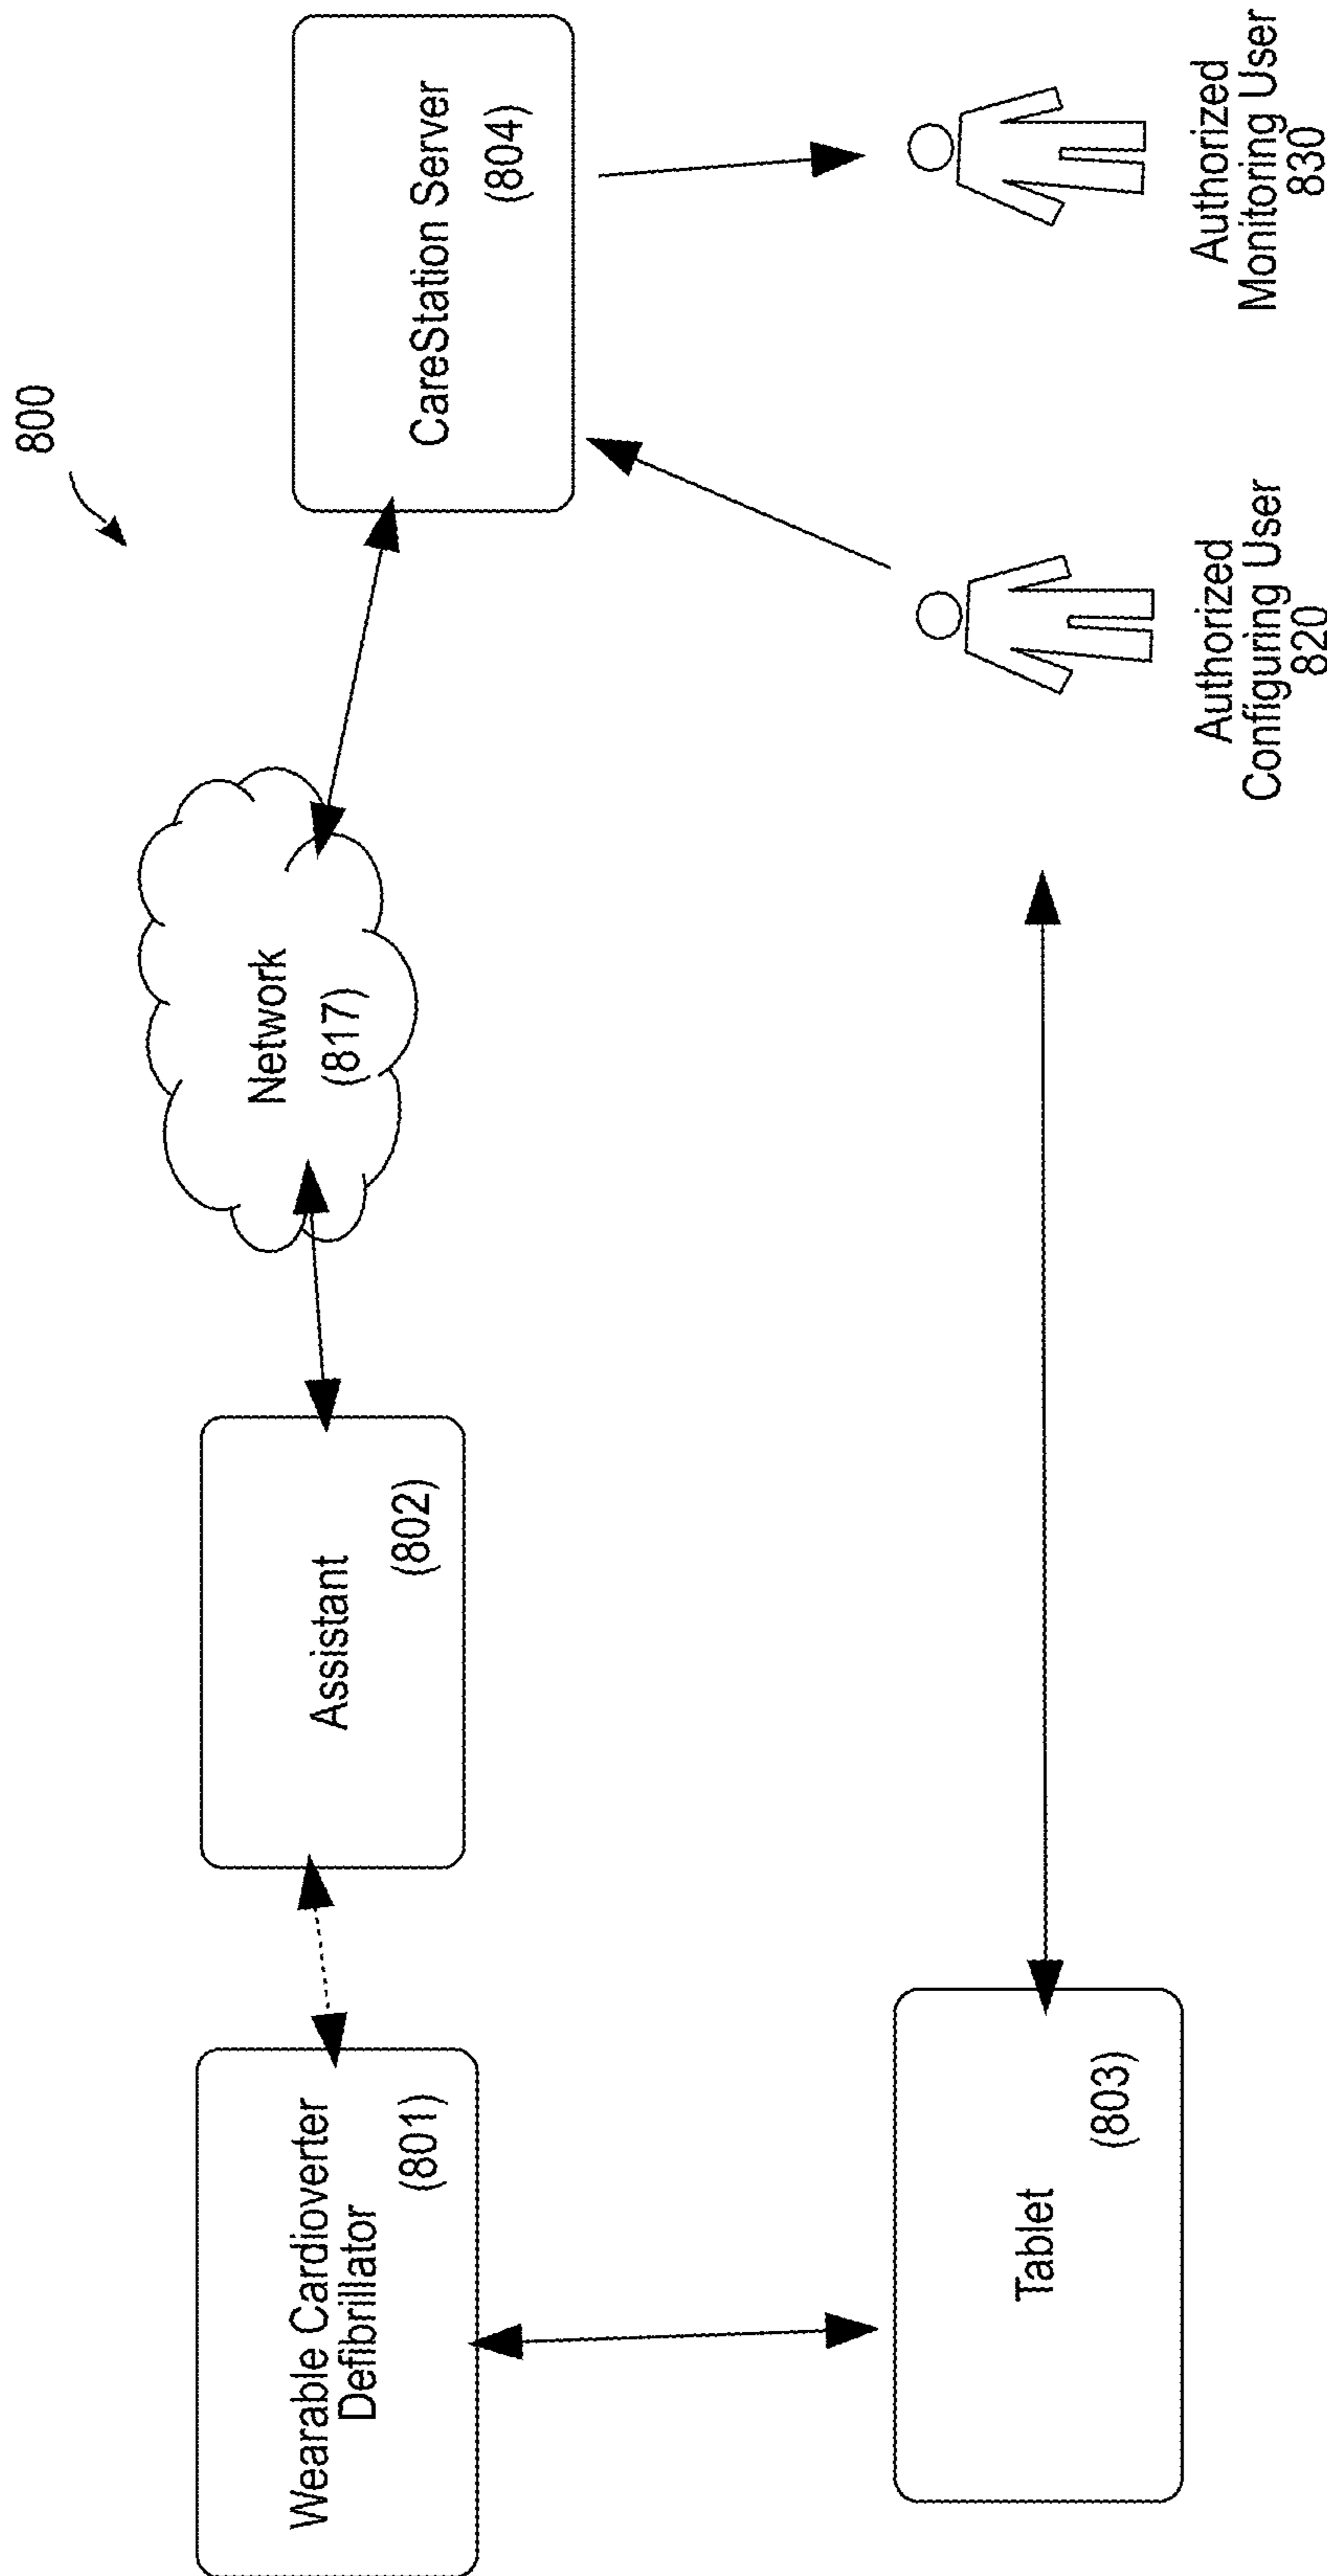 800
Wearable Cardioverter
Defibrillator
(801)
Assistant
(802)
Network
(817)
CareStation Server
(804)
Tablet
(803)
Authorized
Configuring User
820
Authorized
Monitoring User
830